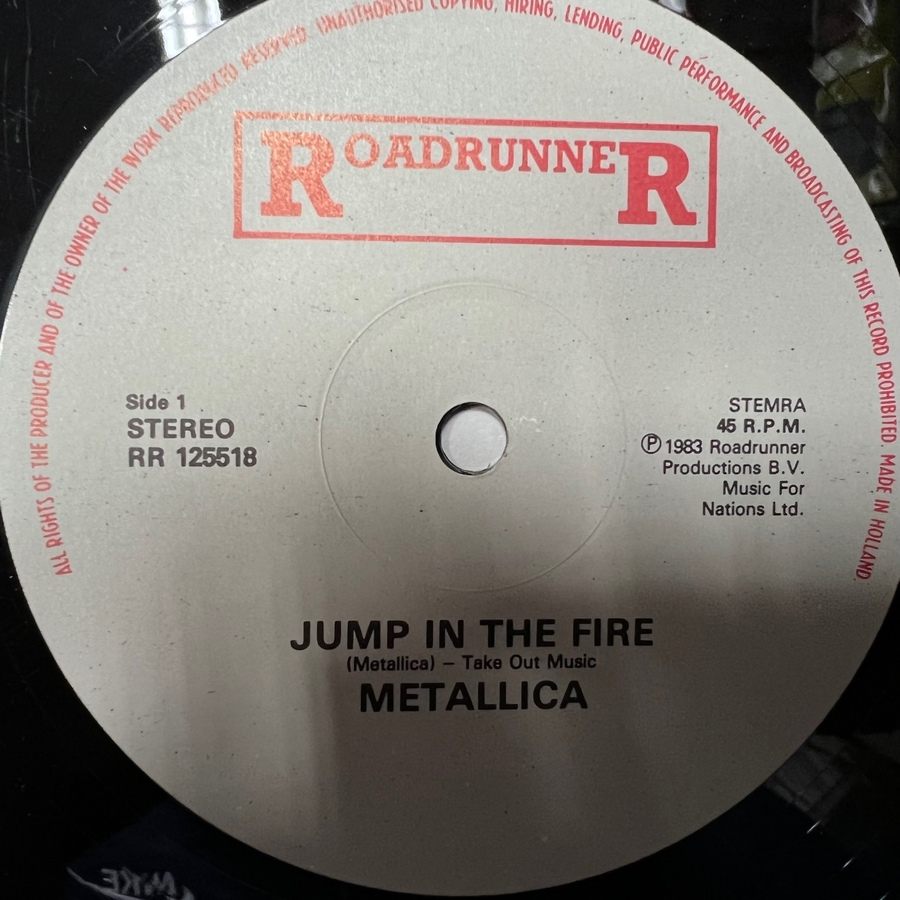 ALL RIGHTS OF THE PRODUCER AND OF THE OWNER OF THE WORK REPRODUCED RESERVED. UNAUTHORISED COPYING, HIRING, LENDING, PUBLIC PERFORMANCE AND BROADCASTING OF THIS RECORD PROHIBITED. MADE IN HOLLAND.
ROADRUNNER
Side 1
STEREO
RR 125518
STEMRA
45 R.P.M.
Ⓟ 1983 Roadrunner
Productions B.V.
Music For
Nations Ltd.
JUMP IN THE FIRE
(Metallica) – Take Out Music
METALLICA